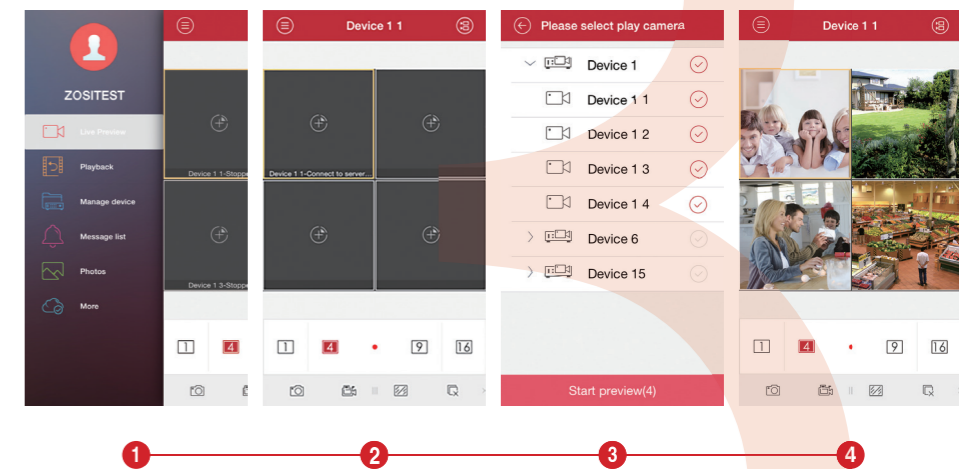 ZOSITEST
Live Preview
Playback
Manage device
Message list
Photos
More
Device 1 1-Stoppe
Device 1 3-Stoppe
1
4
Device 1 1
Device 1 1-Connect to server...
1
4
9
16
Please select play camera
Device 1
Device 1 1
Device 1 2
Device 1 3
Device 1 4
Device 6
Device 15
Start preview(4)
Device 1 1
1
4
9
16
1
2
3
4